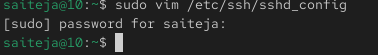 saiteja@10:~$ sudo vim /etc/ssh/sshd_config
[sudo] password for saiteja:
saiteja@10:~$